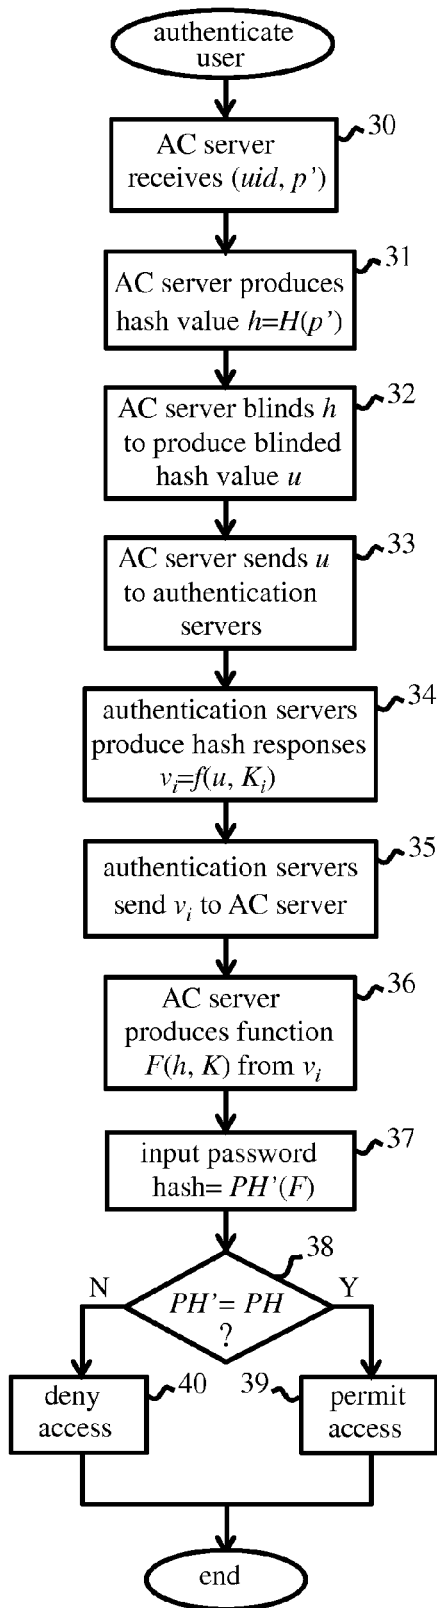 authenticate
user
30
AC server
receives (uid, p’)
31
AC server produces
hash value h=H(p’)
32
AC server blinds h
to produce blinded
hash value u
33
AC server sends u
to authentication
servers
34
authentication servers
produce hash responses
vᵢ=f(u, Kᵢ)
35
authentication servers
send vᵢ to AC server
36
AC server
produces function
F(h, K) from vᵢ
37
input password
hash= PH’(F)
38
N
PH’= PH
Y
?
deny
access
40
39
permit
access
end